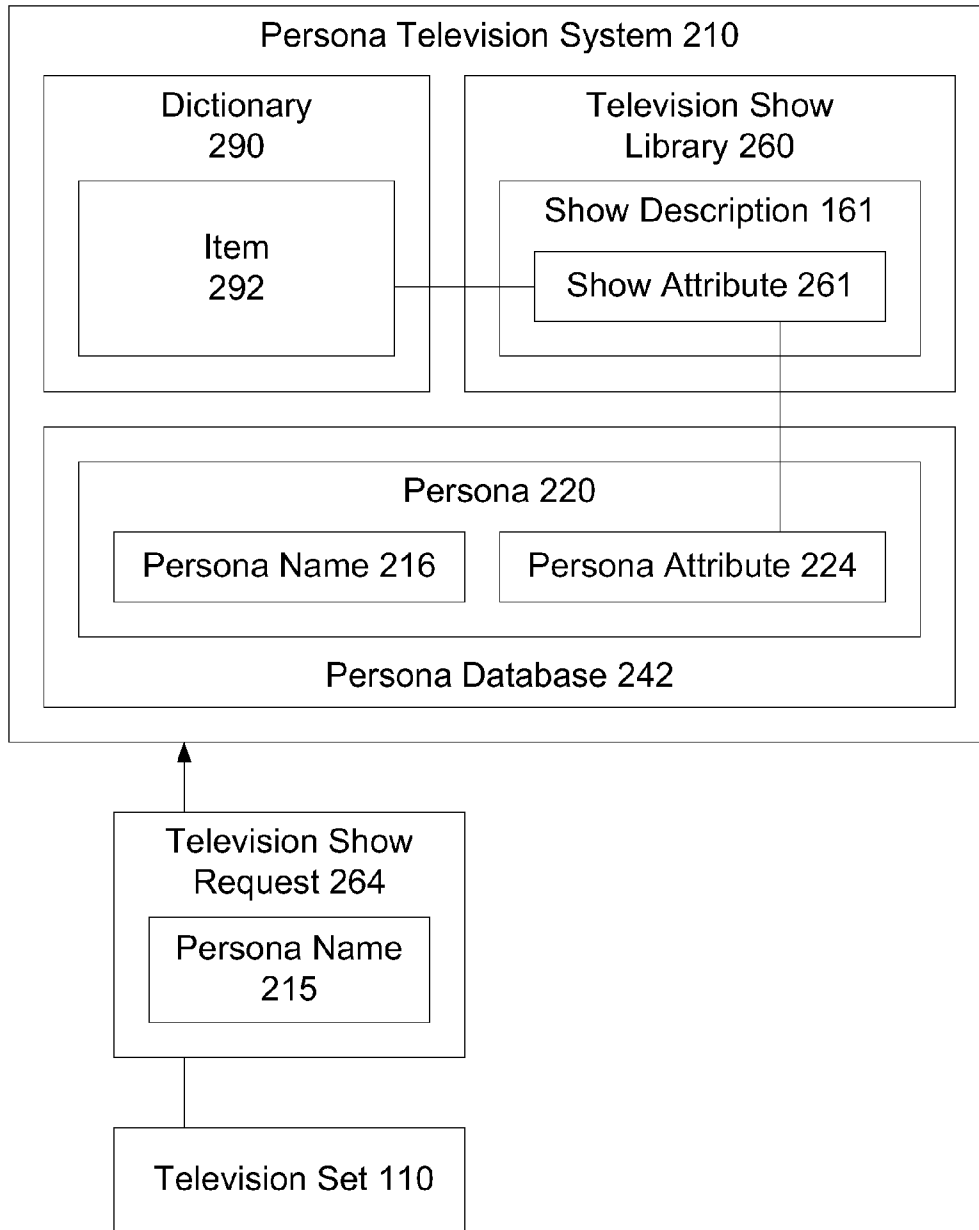 Persona Television System 210
Dictionary
290
Item
292
Television Show
Library 260
Show Description 161
Show Attribute 261
Persona 220
Persona Name 216
Persona Attribute 224
Persona Database 242
Television Show
Request 264
Persona Name
215
Television Set 110